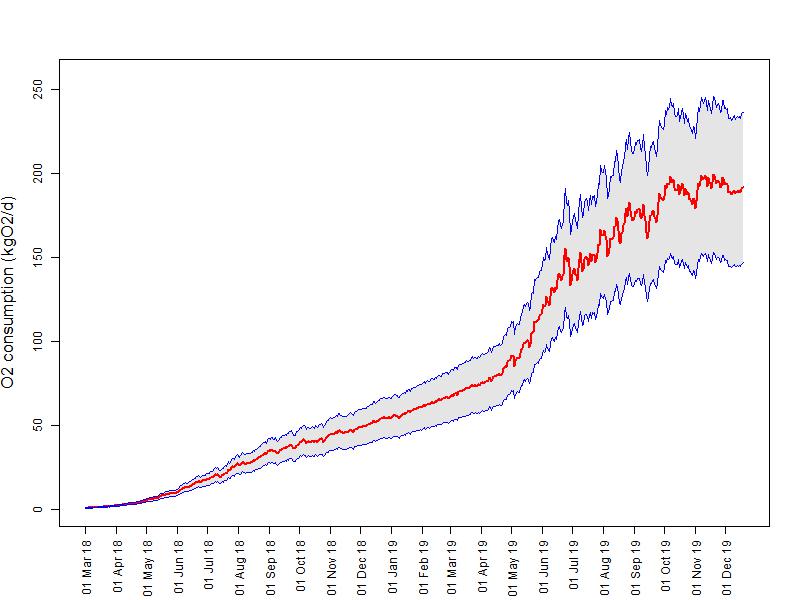 O2 consumption (kgO2/d)
250
200
150
100
50
0
01 Mar 18
01 Apr 18
01 May 18
01 Jun 18
01 Jul 18
01 Aug 18
01 Sep 18
01 Oct 18
01 Nov 18
01 Dec 18
01 Jan 19
01 Feb 19
01 Mar 19
01 Apr 19
01 May 19
01 Jun 19
01 Jul 19
01 Aug 19
01 Sep 19
01 Oct 19
01 Nov 19
01 Dec 19